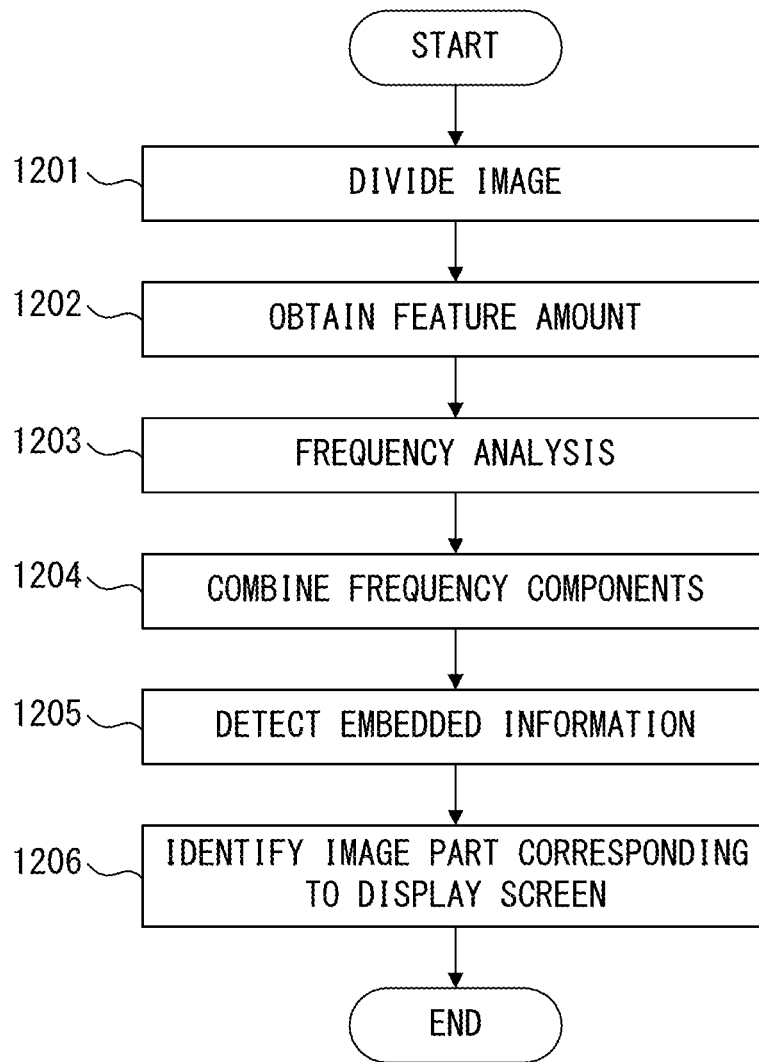 START
1201
DIVIDE IMAGE
1202
OBTAIN FEATURE AMOUNT
1203
FREQUENCY ANALYSIS
1204
COMBINE FREQUENCY COMPONENTS
1205
DETECT EMBEDDED INFORMATION
1206
IDENTIFY IMAGE PART CORRESPONDING
TO DISPLAY SCREEN
END